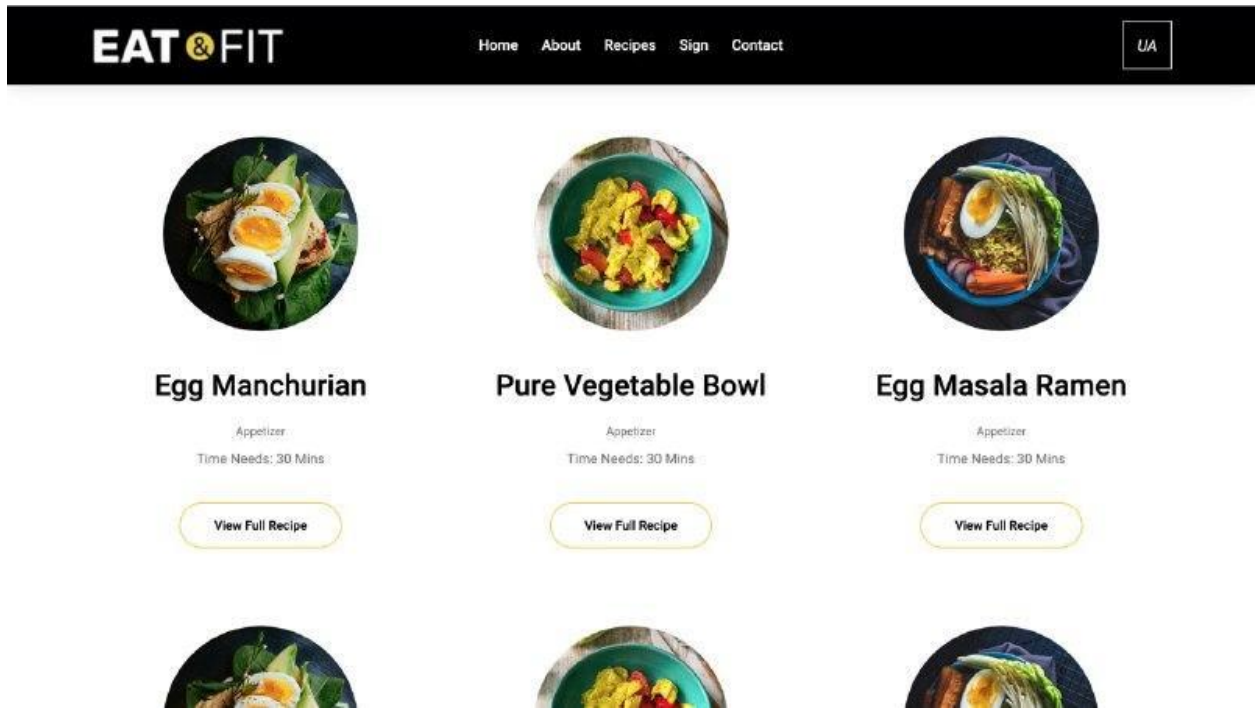 EAT & FIT
Home About Recipes Sign Contact
UA
Egg Manchurian
Pure Vegetable Bowl
Egg Masala Ramen
Appetizer
Appetizer
Appetizer
Time Needs: 30 Mins
Time Needs: 30 Mins
Time Needs: 30 Mins
View Full Recipe
View Full Recipe
View Full Recipe